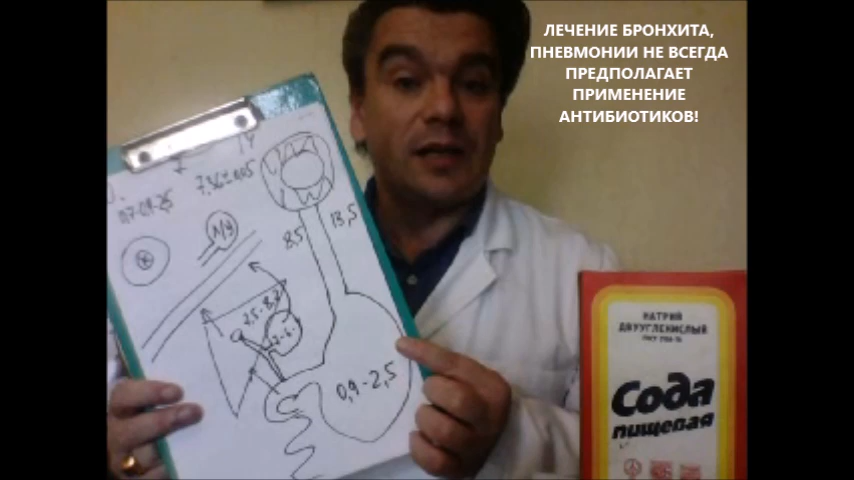 ЛЕЧЕНИЕ БРОНХИТА,
ПНЕВМОНИИ НЕ ВСЕГДА
ПРЕДПОЛАГАЕТ
ПРИМЕНЕНИЕ
АНТИБИОТИКОВ!
7,36±0,05
Л/У
8,5
13,5
0,9-2,5
НАТРИЙ
ДВУУГЛЕКИСЛЫЙ
Сода
пищевая